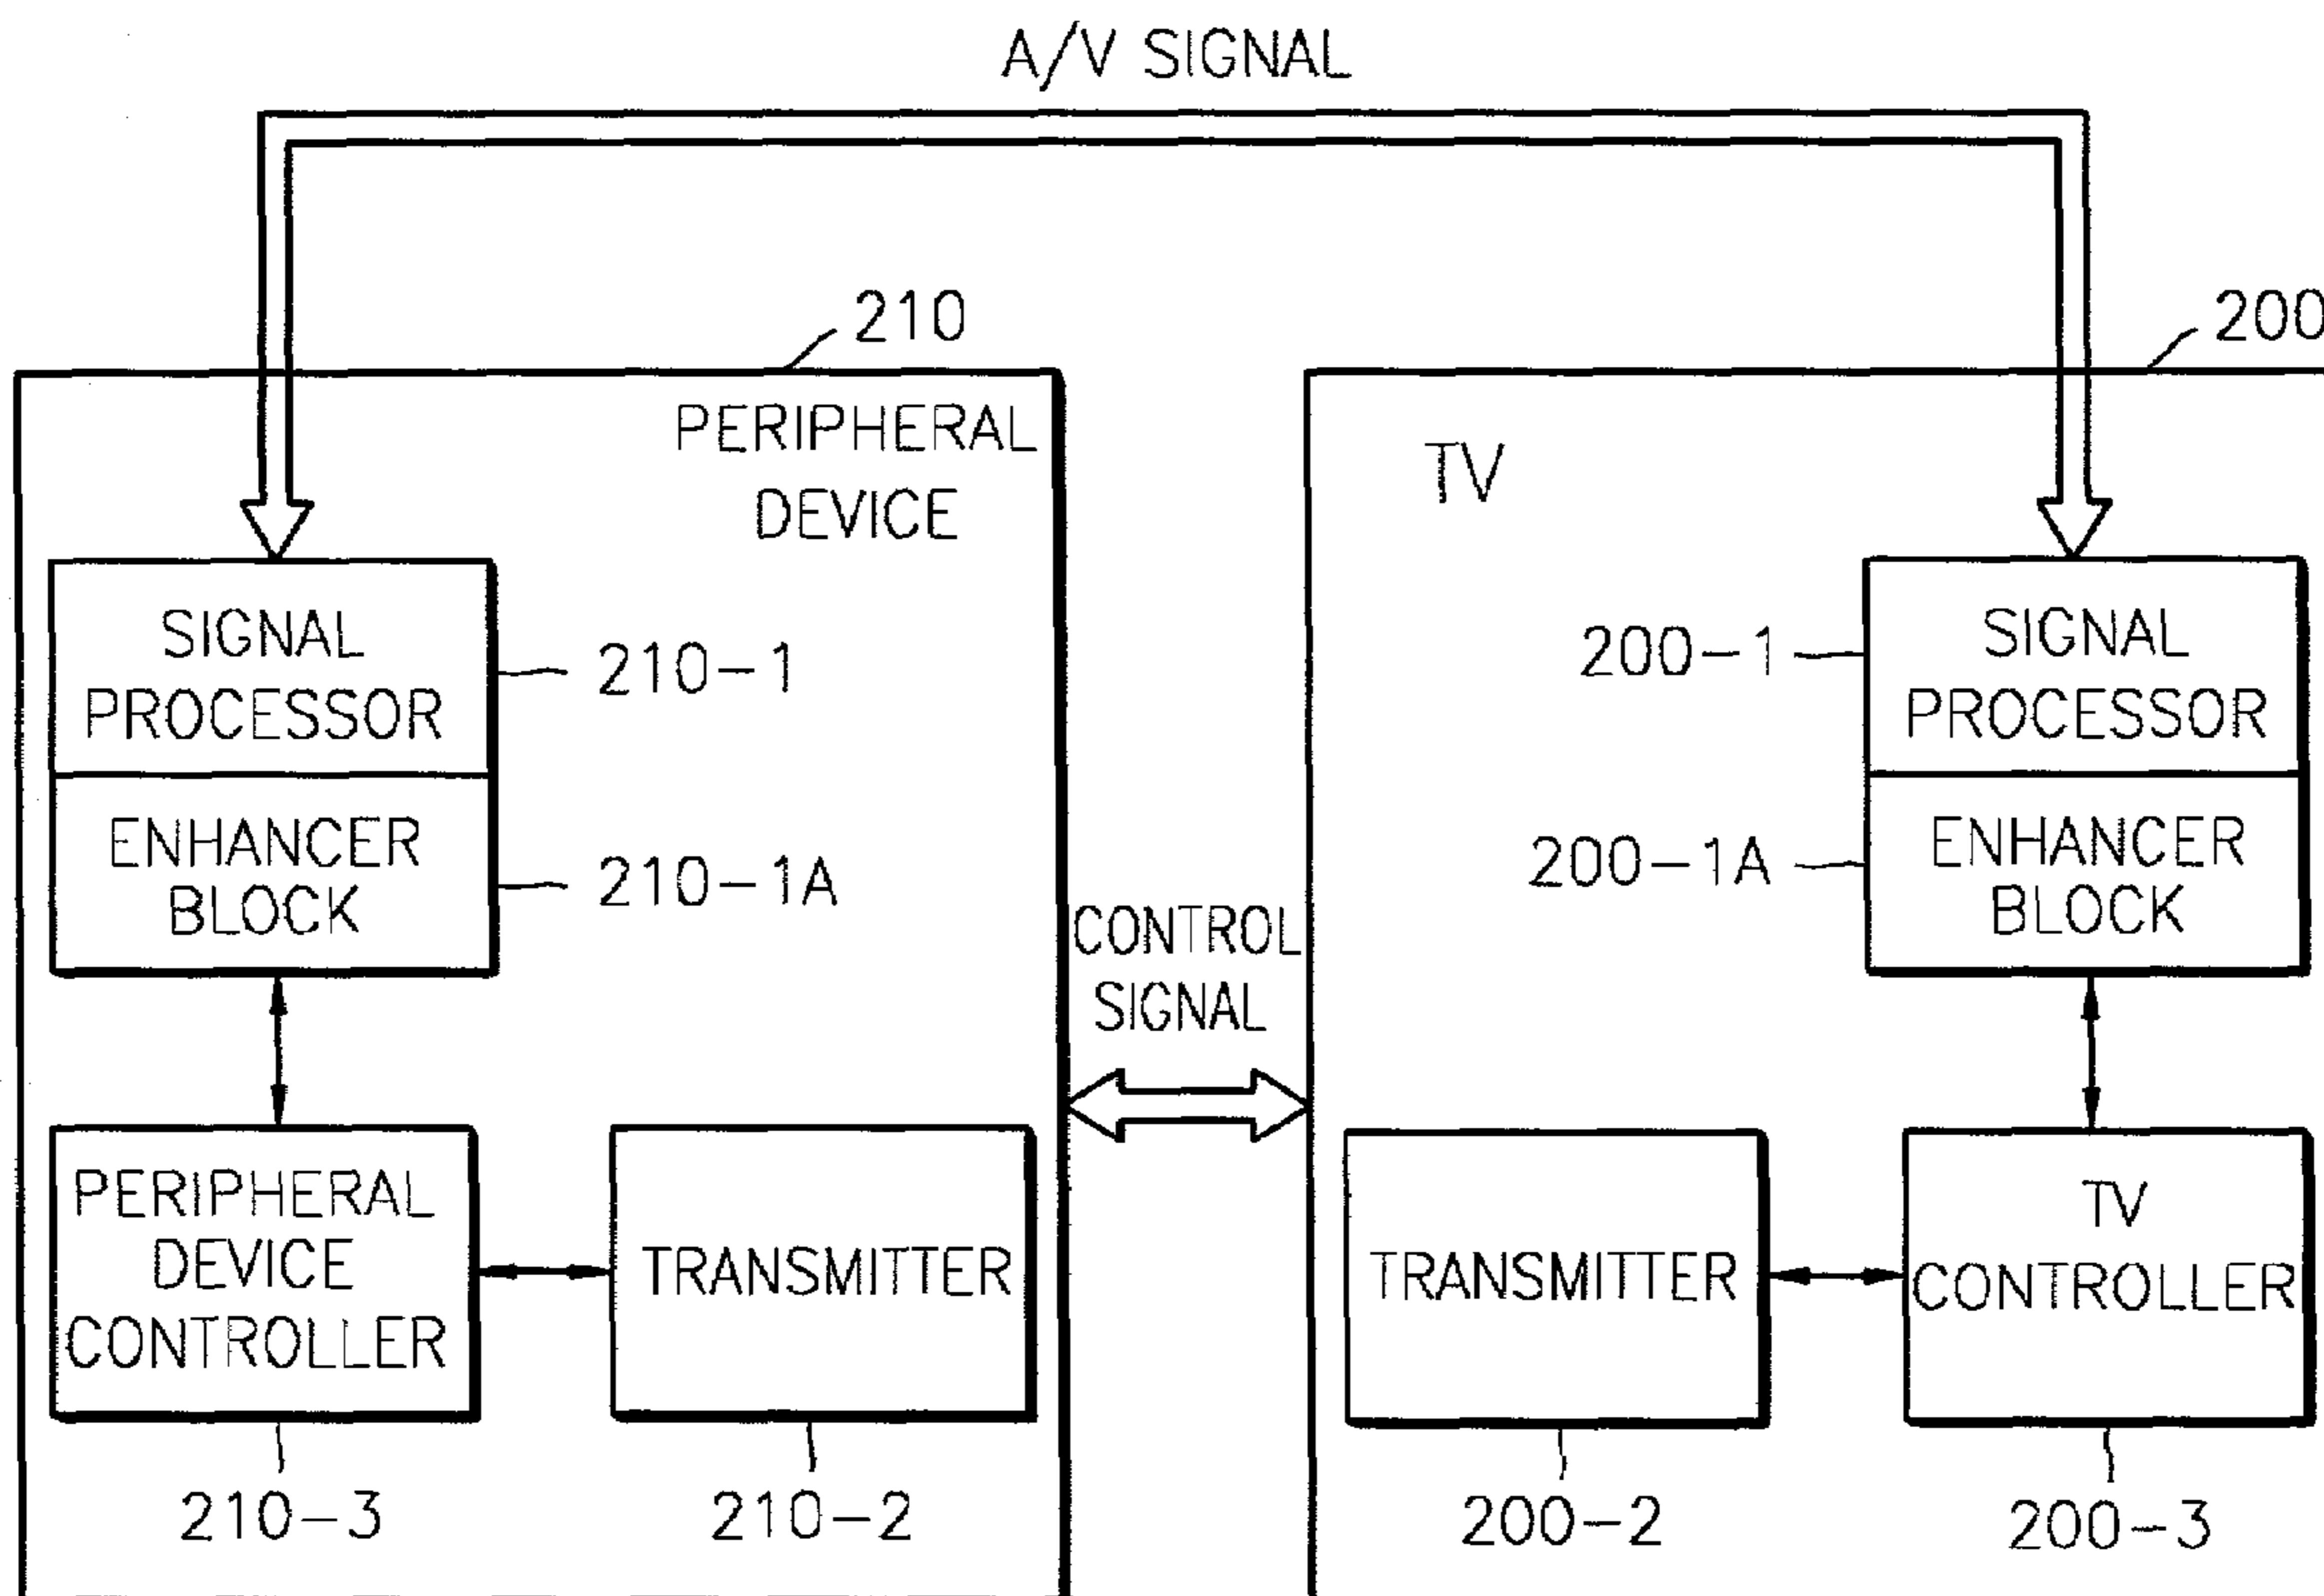 A/V SIGNAL
210
200
PERIPHERAL
DEVICE
TV
SIGNAL
PROCESSOR
210-1
ENHANCER
BLOCK
210-1A
200-1
SIGNAL
PROCESSOR
200-1A
ENHANCER
BLOCK
CONTROL
SIGNAL
PERIPHERAL
DEVICE
CONTROLLER
TRANSMITTER
TRANSMITTER
TV
CONTROLLER
210-3
210-2
200-2
200-3